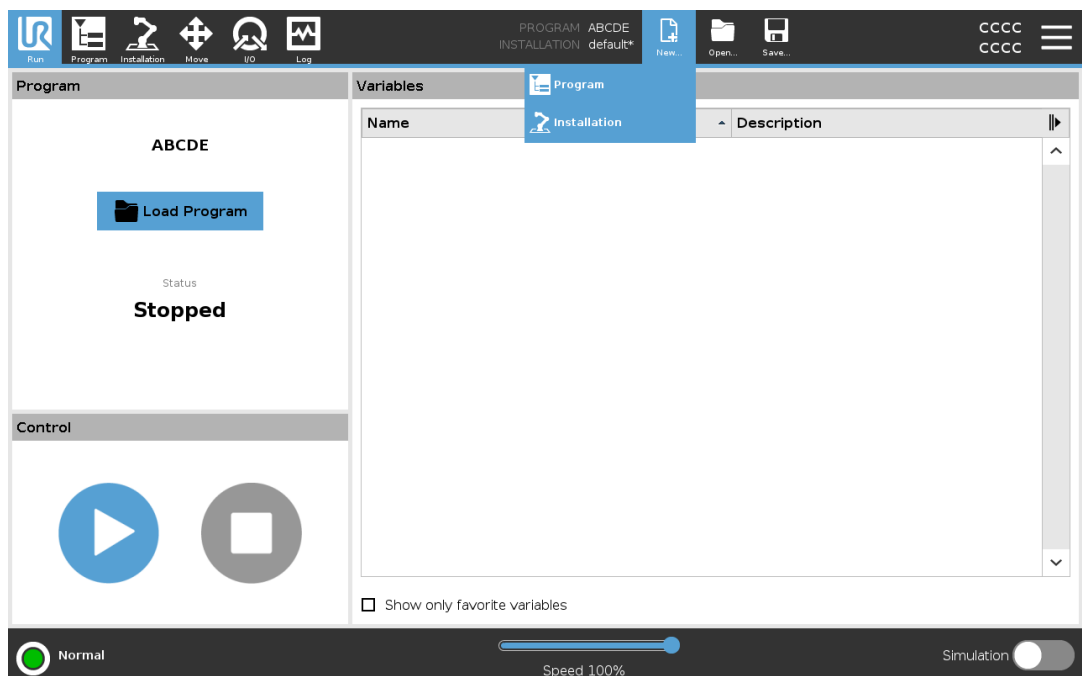 PROGRAM ABCDE
INSTALLATION default*
CCCC
CCCC
Run Program Installation Move I/O Log New... Open... Save...
Program
Variables
Program
Installation
Name
Description
ABCDE
Load Program
Status
Stopped
Control
Show only favorite variables
Normal
Speed 100%
Simulation